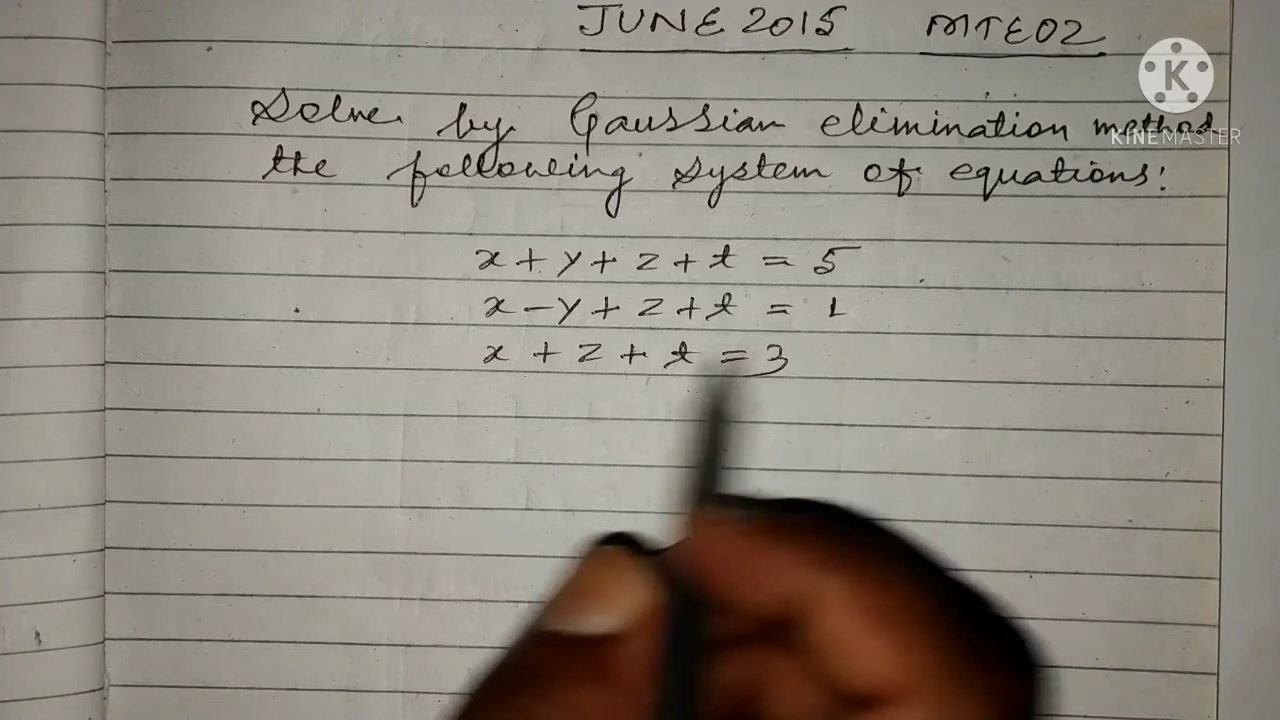 JUNE 2015 MTE02
K
KINEMASTER
Solve by Gaussian elimination method
the following system of equations:
x + y + z + t = 5
x - y + z + t = 1
x + z + t = 3